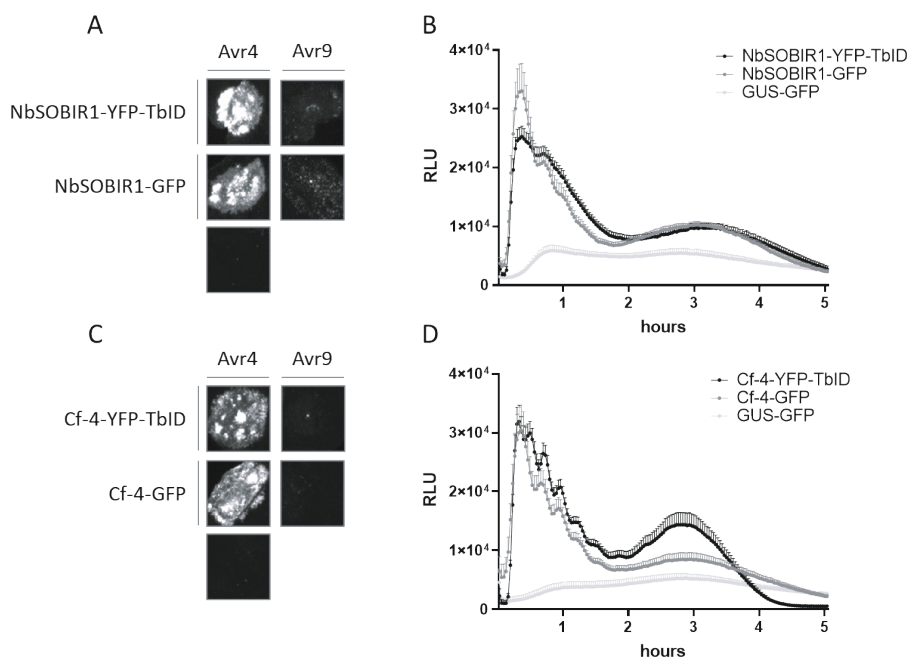 A
Avr4 Avr9
NbSOBIR1-YFP-TbID
NbSOBIR1-GFP
B
4×10⁴
3×10⁴
2×10⁴
1×10⁴
0
RLU
1 2 3 4 5
hours
NbSOBIR1-YFP-TbID
NbSOBIR1-GFP
GUS-GFP
C
Avr4 Avr9
Cf-4-YFP-TbID
Cf-4-GFP
D
4×10⁴
3×10⁴
2×10⁴
1×10⁴
0
RLU
1 2 3 4 5
hours
Cf-4-YFP-TbID
Cf-4-GFP
GUS-GFP